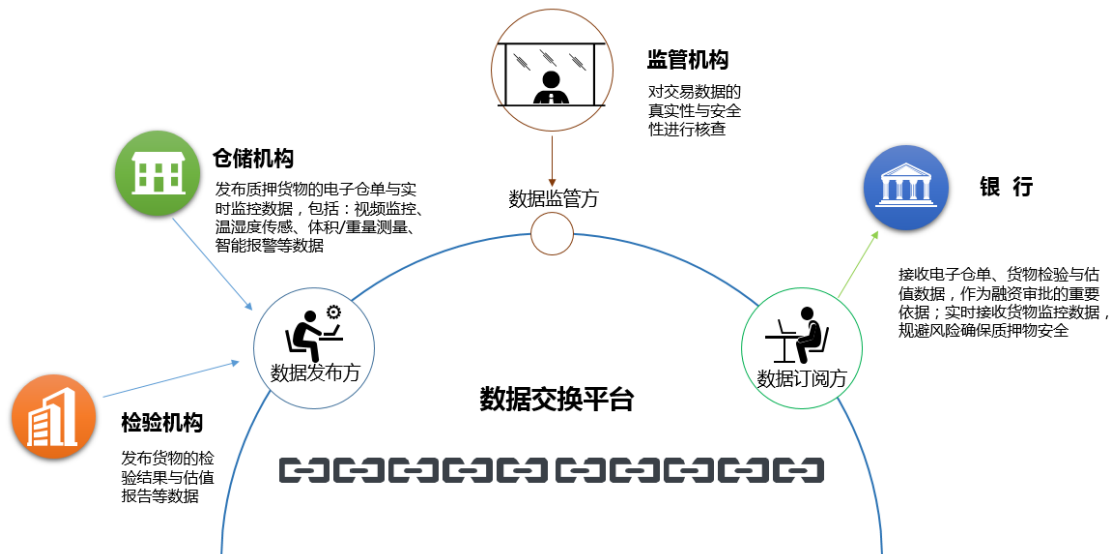 监管机构
对交易数据的
真实性与安全
性进行核查
数据监管方
仓储机构
发布质押货物的电子仓单与实
时监控数据，包括：视频监控、
温湿度传感、体积/重量测量、
智能报警等数据
银 行
接收电子仓单、货物检验与估
值数据，作为融资审批的重要
依据；实时接收货物监控数据，
规避风险确保质押物安全
数据发布方
数据订阅方
检验机构
发布货物的检
验结果与估值
报告等数据
数据交换平台